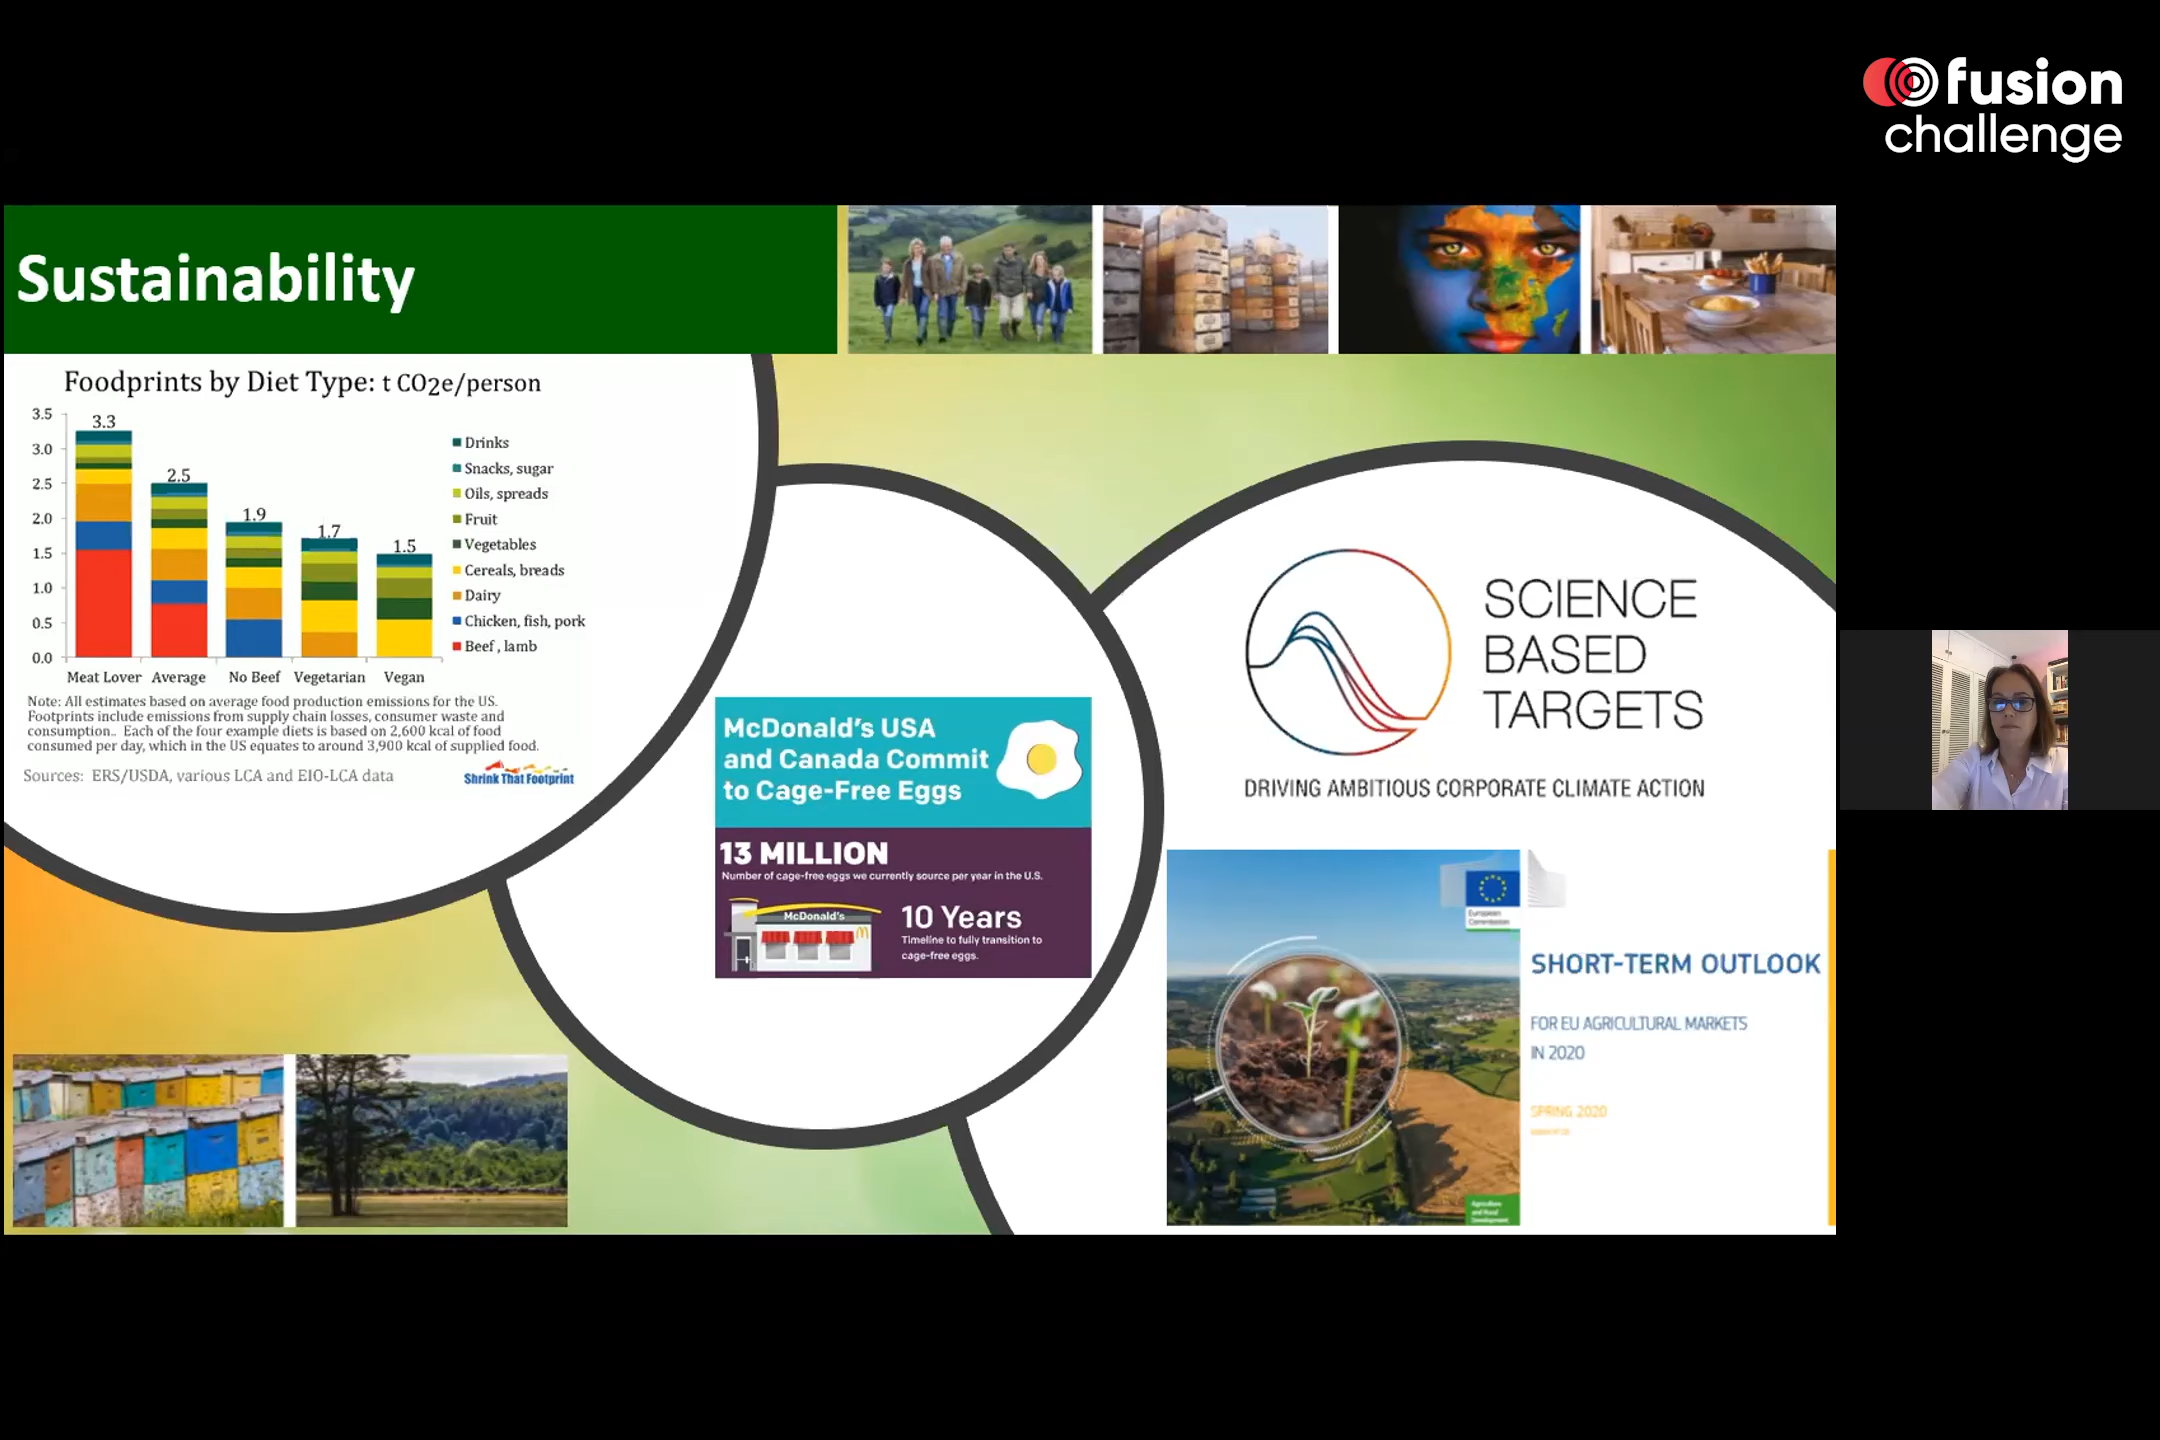 fusion
challenge
Sustainability
Foodprints by Diet Type: t CO2e/person
3.5
3.0
2.5
2.0
1.5
1.0
0.5
0.0
3.3
2.5
1.9
1.7
1.5
Meat Lover
Average
No Beef
Vegetarian
Vegan
Drinks
Snacks, sugar
Oils, spreads
Fruit
Vegetables
Cereals, breads
Dairy
Chicken, fish, pork
Beef , lamb
Note: All estimates based on average food production emissions for the US.
Footprints include emissions from supply chain losses, consumer waste and
consumption.. Each of the four example diets is based on 2,600 kcal of food
consumed per day, which in the US equates to around 3,900 kcal of supplied food.
Sources: ERS/USDA, various LCA and EIO-LCA data
Shrink That Footprint
McDonald's USA
and Canada Commit
to Cage-Free Eggs
13 MILLION
Number of cage-free eggs we currently source per year in the U.S.
McDonald's
10 Years
Timeline to fully transition to
cage-free eggs.
SCIENCE
BASED
TARGETS
DRIVING AMBITIOUS CORPORATE CLIMATE ACTION
European
Commission
SHORT-TERM OUTLOOK
FOR EU AGRICULTURAL MARKETS
IN 2020
SPRING 2020
Agriculture
and Rural
Development